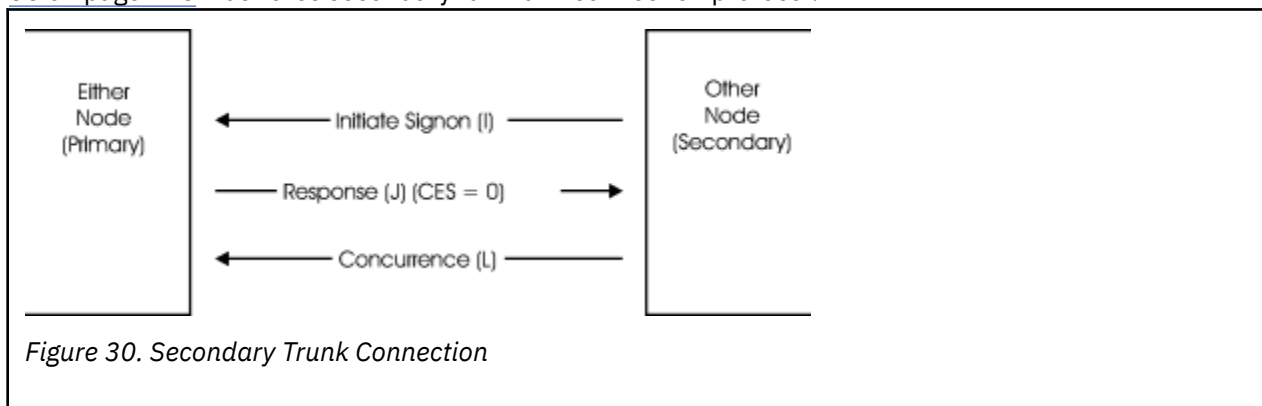 Either
Node
(Primary)
Initiate Signon (I)
Response (J) (CES = 0)
Concurrence (L)
Other
Node
(Secondary)
Figure 30. Secondary Trunk Connection